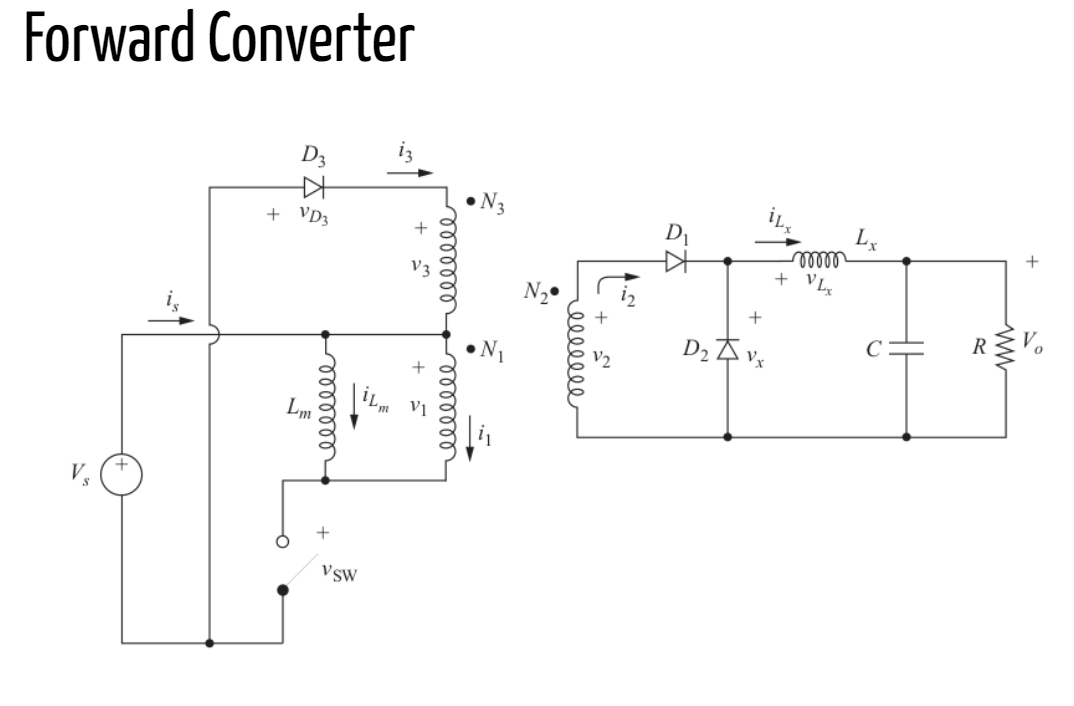 Forward Converter
D3
i3
+ vD3
N3
+
v3
D1
iLx
Lx
+ vLx
+
N2
i2
is
+
v2
+
D2
vx
C
R
Vo
N1
+
Lm
iLm
v1
i1
Vs
+
+
vSW